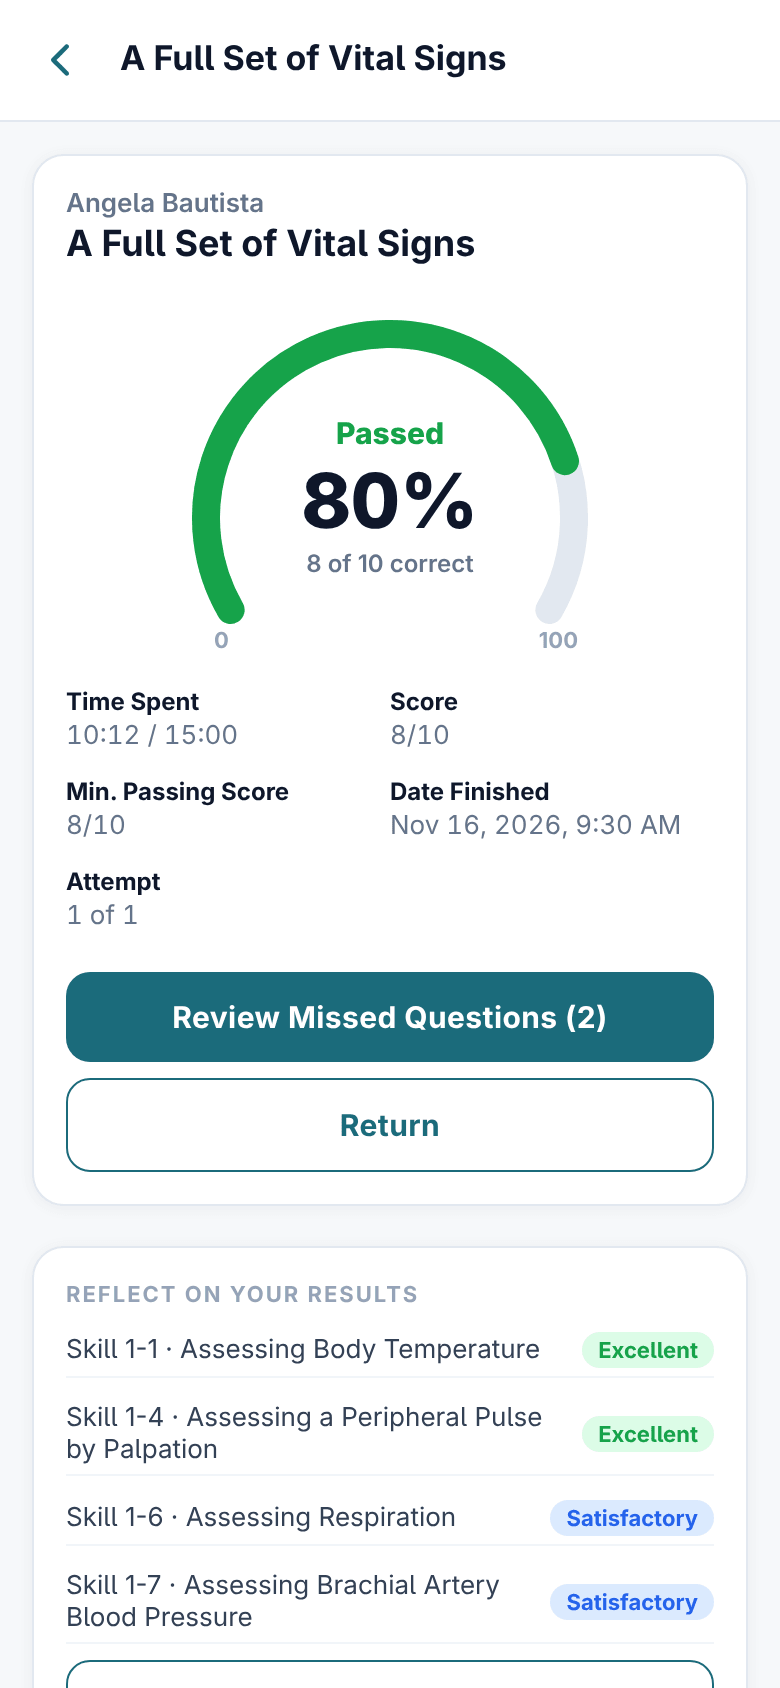 A Full Set of Vital Signs
Angela Bautista
A Full Set of Vital Signs
Passed
80%
8 of 10 correct
0
100
Time Spent
Score
10:12 / 15:00
8/10
Min. Passing Score
Date Finished
8/10
Nov 16, 2026, 9:30 AM
Attempt
1 of 1
Review Missed Questions (2)
Return
REFLECT ON YOUR RESULTS
Skill 1-1 · Assessing Body Temperature
Excellent
Skill 1-4 · Assessing a Peripheral Pulse
by Palpation
Excellent
Skill 1-6 · Assessing Respiration
Satisfactory
Skill 1-7 · Assessing Brachial Artery
Blood Pressure
Satisfactory